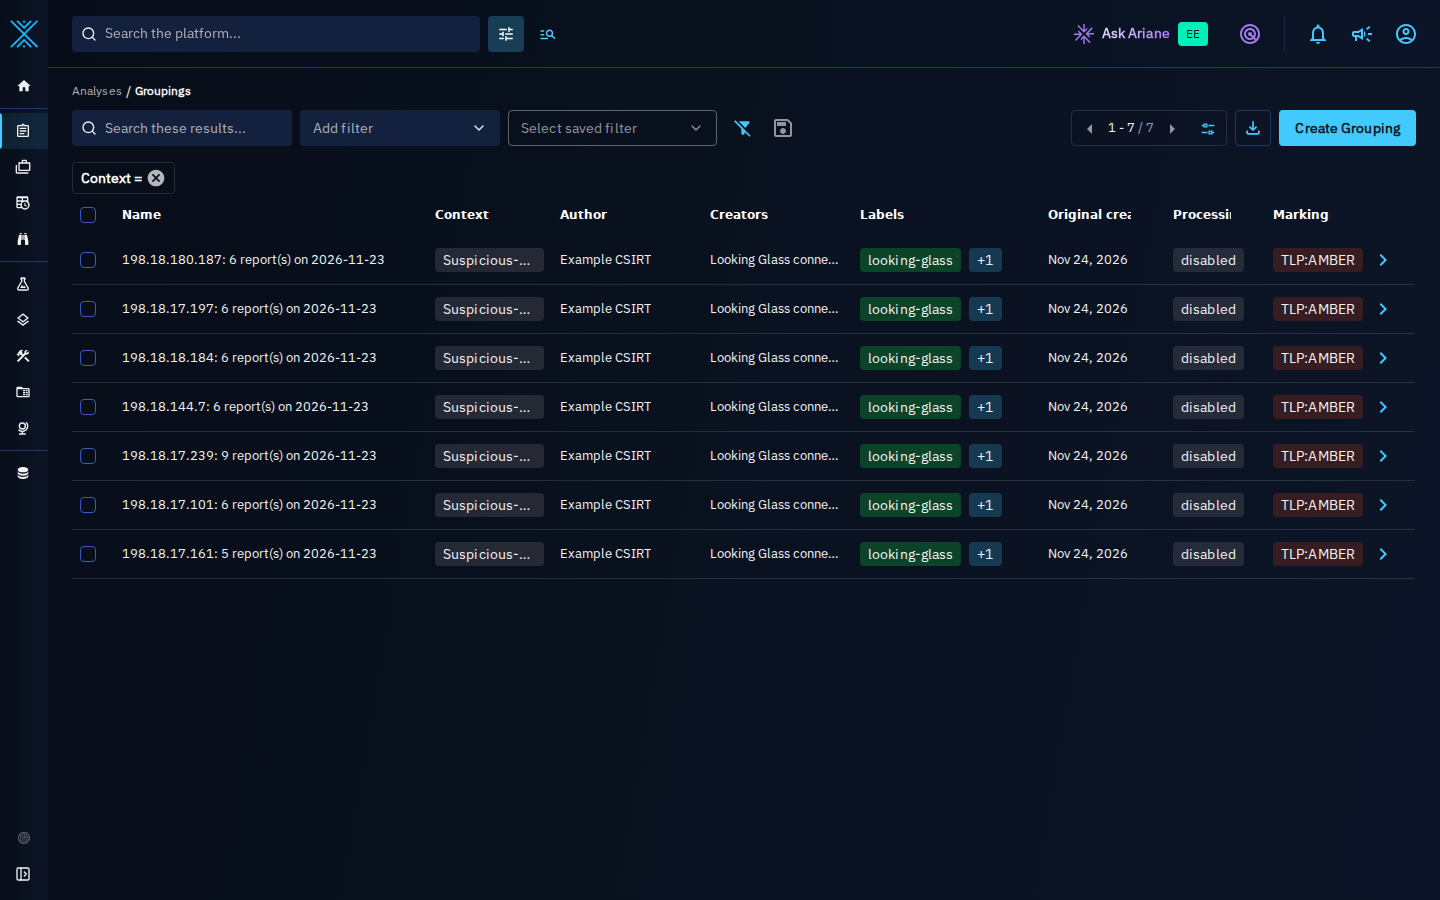 Search the platform...
Ask Ariane EE
Analyses / Groupings
Search these results...
Add filter
Select saved filter
1 - 7 / 7
Create Grouping
Context =
Name Context Author Creators Labels Original crea Processin Marking
198.18.180.187: 6 report(s) on 2026-11-23 Suspicious-... Example CSIRT Looking Glass conne... looking-glass +1 Nov 24, 2026 disabled TLP:AMBER
198.18.17.197: 6 report(s) on 2026-11-23 Suspicious-... Example CSIRT Looking Glass conne... looking-glass +1 Nov 24, 2026 disabled TLP:AMBER
198.18.18.184: 6 report(s) on 2026-11-23 Suspicious-... Example CSIRT Looking Glass conne... looking-glass +1 Nov 24, 2026 disabled TLP:AMBER
198.18.144.7: 6 report(s) on 2026-11-23 Suspicious-... Example CSIRT Looking Glass conne... looking-glass +1 Nov 24, 2026 disabled TLP:AMBER
198.18.17.239: 9 report(s) on 2026-11-23 Suspicious-... Example CSIRT Looking Glass conne... looking-glass +1 Nov 24, 2026 disabled TLP:AMBER
198.18.17.101: 6 report(s) on 2026-11-23 Suspicious-... Example CSIRT Looking Glass conne... looking-glass +1 Nov 24, 2026 disabled TLP:AMBER
198.18.17.161: 5 report(s) on 2026-11-23 Suspicious-... Example CSIRT Looking Glass conne... looking-glass +1 Nov 24, 2026 disabled TLP:AMBER